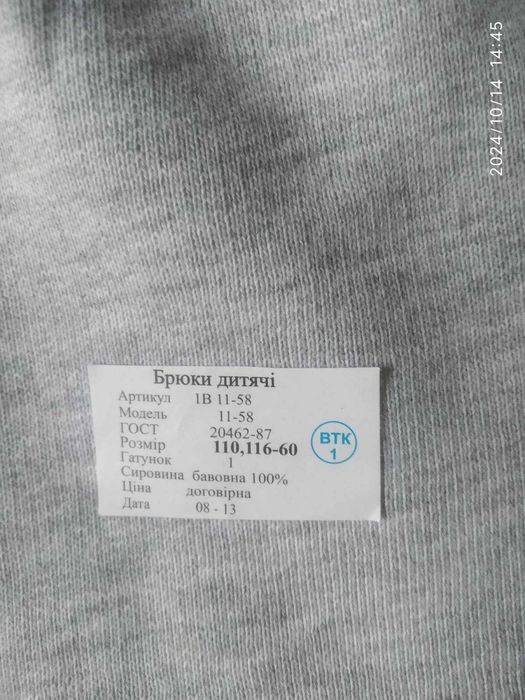 2024/10/14 14:45
Брюки дитячі
Артикул 1В 11-58
Модель 11-58
ГОСТ 20462-87
Розмір 110,116-60
Гатунок 1
Сировина бавовна 100%
Ціна договірна
Дата 08 - 13
ВТК
1